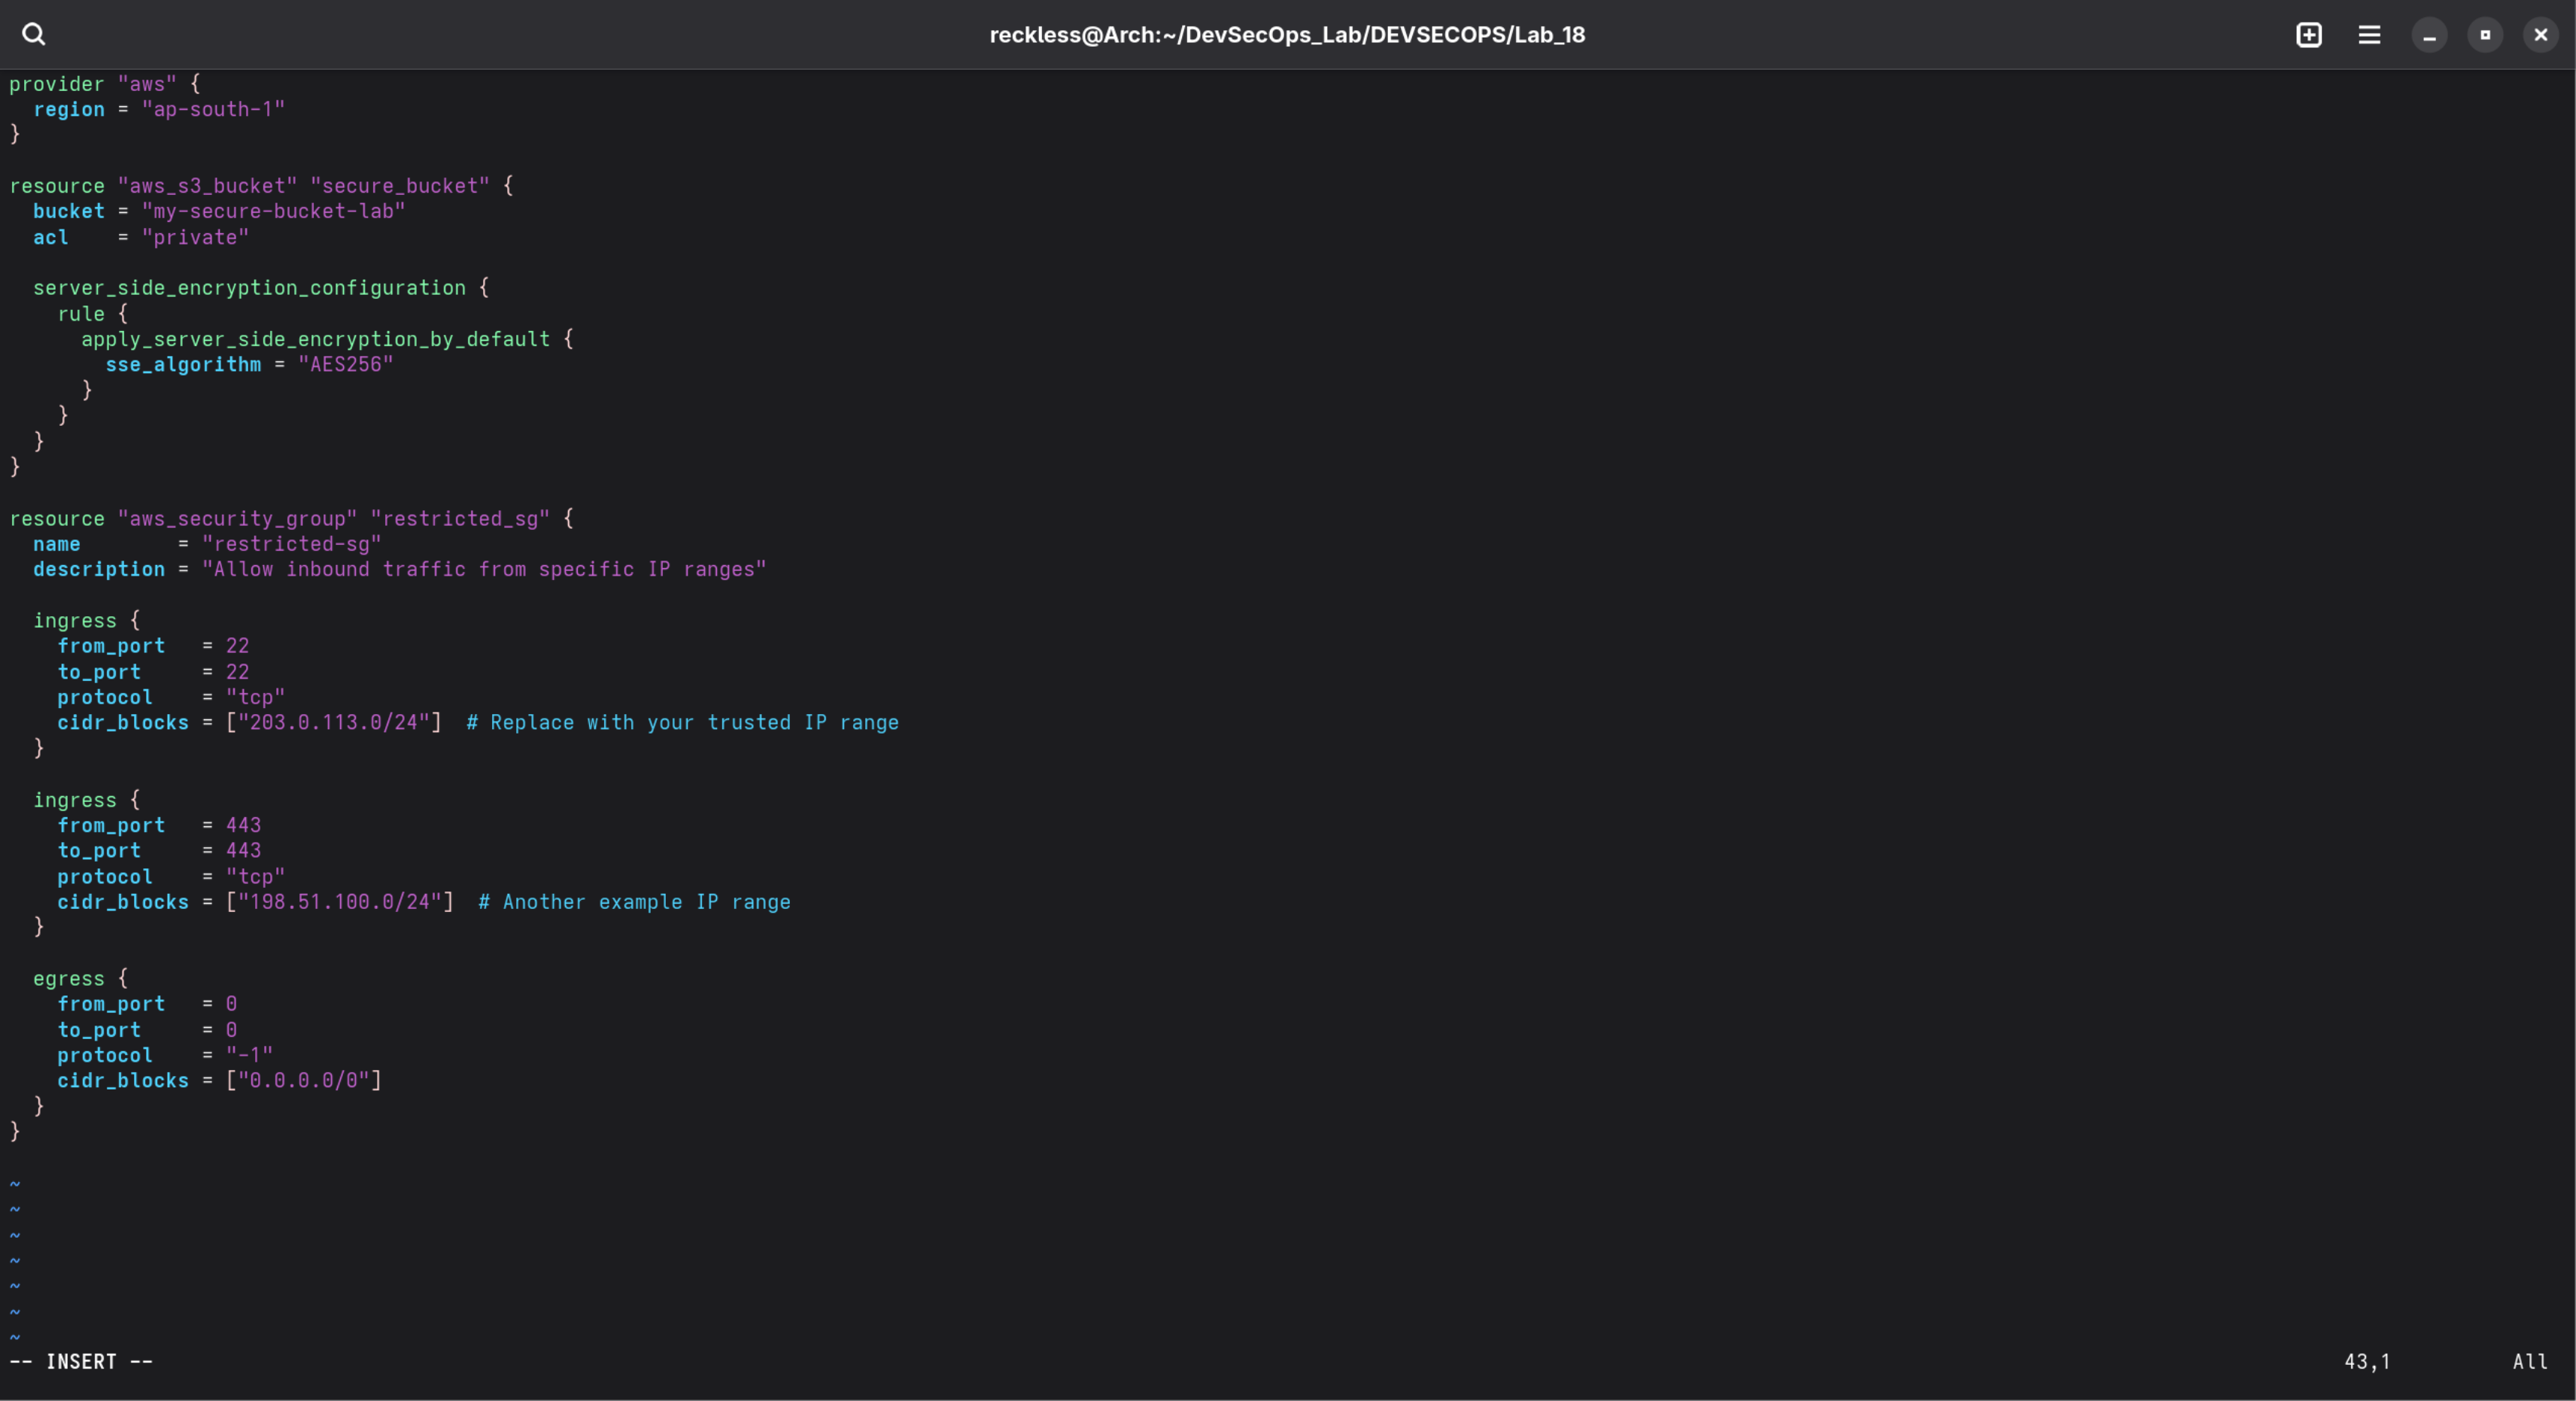 reckless@Arch:~/DevSecOps_Lab/DEVSECOPS/Lab_18
provider "aws" {
  region = "ap-south-1"
}

resource "aws_s3_bucket" "secure_bucket" {
  bucket = "my-secure-bucket-lab"
  acl    = "private"

  server_side_encryption_configuration {
    rule {
      apply_server_side_encryption_by_default {
        sse_algorithm = "AES256"
      }
    }
  }
}

resource "aws_security_group" "restricted_sg" {
  name        = "restricted-sg"
  description = "Allow inbound traffic from specific IP ranges"

  ingress {
    from_port   = 22
    to_port     = 22
    protocol    = "tcp"
    cidr_blocks = ["203.0.113.0/24"]  # Replace with your trusted IP range
  }

  ingress {
    from_port   = 443
    to_port     = 443
    protocol    = "tcp"
    cidr_blocks = ["198.51.100.0/24"]  # Another example IP range
  }

  egress {
    from_port   = 0
    to_port     = 0
    protocol    = "-1"
    cidr_blocks = ["0.0.0.0/0"]
  }
}

~
~
~
~
~
~
~
-- INSERT -- 43,1 All